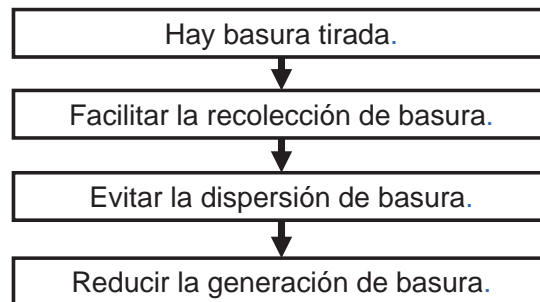 Hay basura tirada.
Facilitar la recolección de basura.
Evitar la dispersión de basura.
Reducir la generación de basura.